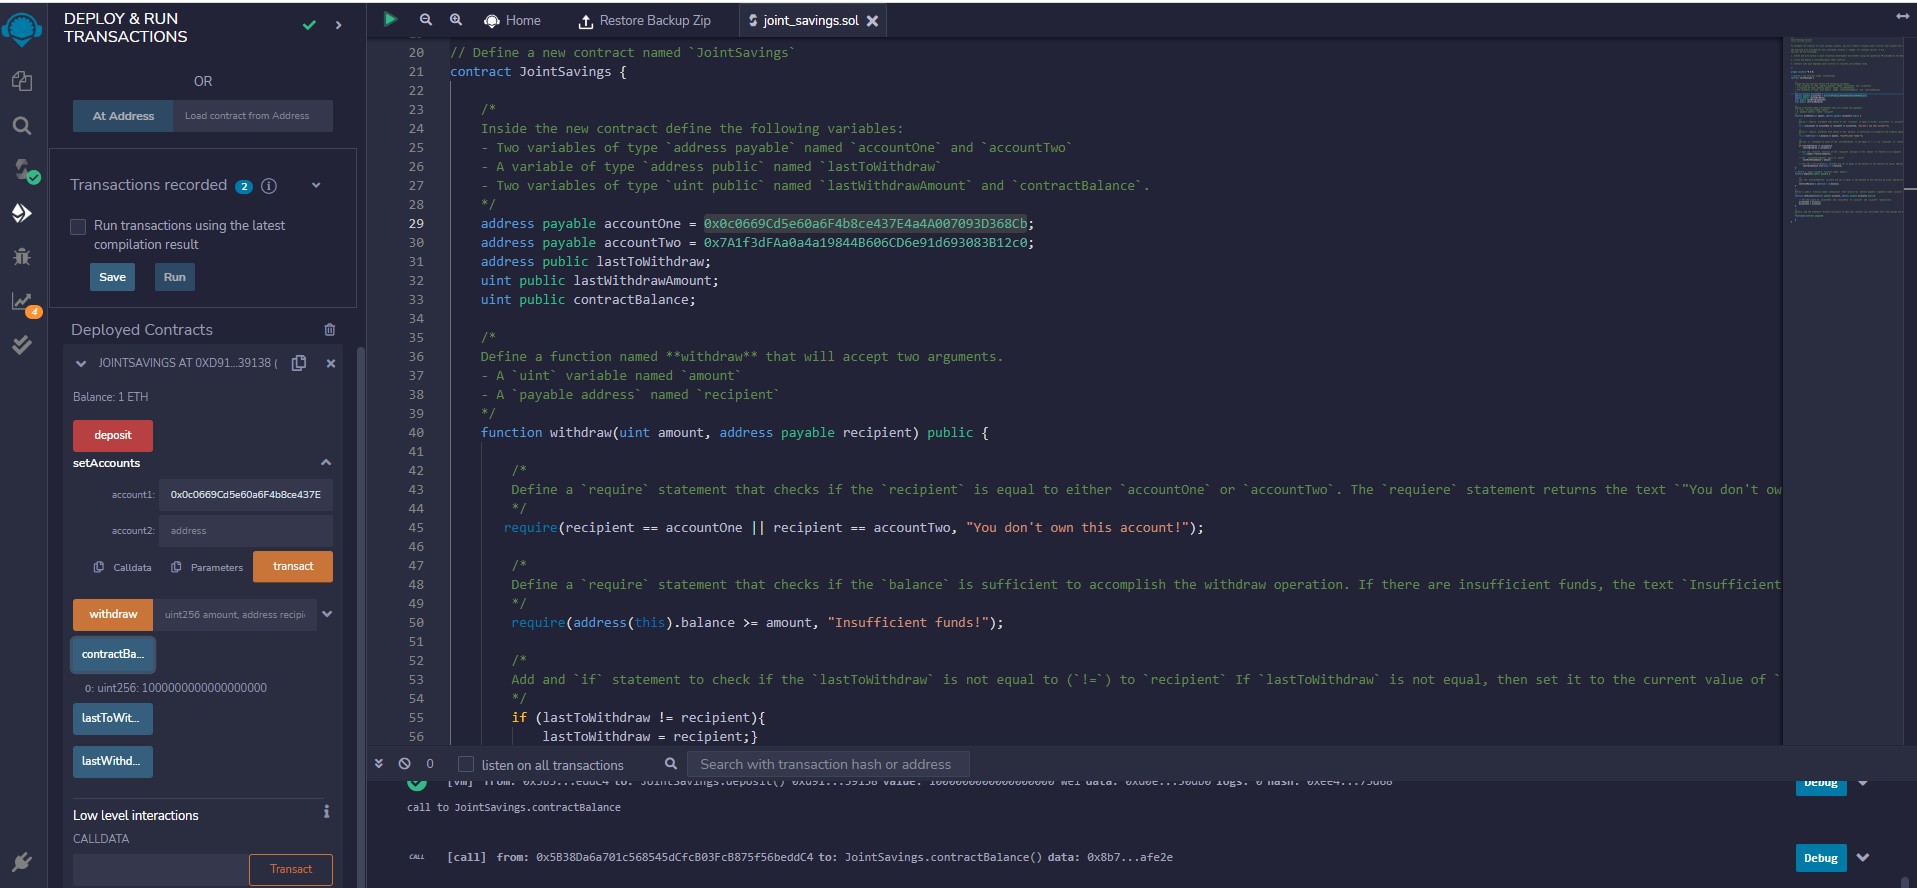 DEPLOY & RUN
TRANSACTIONS
OR
At Address Load contract from Address
Transactions recorded 2
Run transactions using the latest
compilation result
Save Run
Deployed Contracts
JOINTSAVINGS AT 0XD91...39138 (
Balance: 1 ETH
deposit
setAccounts
account1: 0x0c0669Cd5e60a6F4b8ce437E
account2: address
Calldata Parameters transact
withdraw uint256 amount, address recipi
contractBa...
0: uint256: 1000000000000000000
lastToWit...
lastWithd...
Low level interactions
CALLDATA
Transact
4
Home Restore Backup Zip joint_savings.sol
20 // Define a new contract named `JointSavings`
21 contract JointSavings {
22
23 /*
24 Inside the new contract define the following variables:
25 - Two variables of type `address payable` named `accountOne` and `accountTwo`
26 - A variable of type `address public` named `lastToWithdraw`
27 - Two variables of type `uint public` named `lastWithdrawAmount` and `contractBalance`.
28 */
29 address payable accountOne = 0x0c0669Cd5e60a6F4b8ce437E4a4A007093D368Cb;
30 address payable accountTwo = 0x7A1f3dFAa0a4a19844B606CD6e91d693083B12c0;
31 address public lastToWithdraw;
32 uint public lastWithdrawAmount;
33 uint public contractBalance;
34
35 /*
36 Define a function named **withdraw** that will accept two arguments.
37 - A `uint` variable named `amount`
38 - A `payable address` named `recipient`
39 */
40 function withdraw(uint amount, address payable recipient) public {
41
42 /*
43 Define a `require` statement that checks if the `recipient` is equal to either `accountOne` or `accountTwo`. The `requiere` statement returns the text `"You don't ow
44 */
45 require(recipient == accountOne || recipient == accountTwo, "You don't own this account!");
46
47 /*
48 Define a `require` statement that checks if the `balance` is sufficient to accomplish the withdraw operation. If there are insufficient funds, the text `Insufficient
49 */
50 require(address(this).balance >= amount, "Insufficient funds!");
51
52 /*
53 Add and `if` statement to check if the `lastToWithdraw` is not equal to (`!=`) to `recipient` If `lastToWithdraw` is not equal, then set it to the current value of `
54 */
55 if (lastToWithdraw != recipient){
56 lastToWithdraw = recipient;}
0 listen on all transactions Search with transaction hash or address
[vm] from: 0x5B3...eddC4 to: JointSavings.deposit() 0xd91...39138 value: 1000000000000000000 wei data: 0xd0e...30db0 logs: 0 hash: 0xee4...75d68 Debug
call to JointSavings.contractBalance
CALL [call] from: 0x5B38Da6a701c568545dCfcB03FcB875f56beddC4 to: JointSavings.contractBalance() data: 0x8b7...afe2e Debug